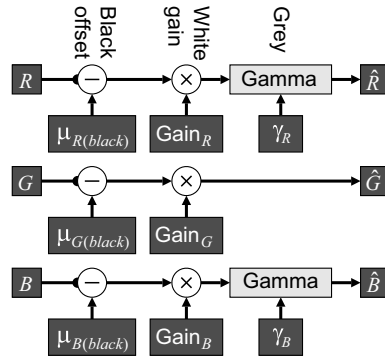 Black
offset
White
gain
Grey
R − × Gamma R̂
μR(black) GainR γR
G − × Ĝ
μG(black) GainG
B − × Gamma B̂
μB(black) GainB γB